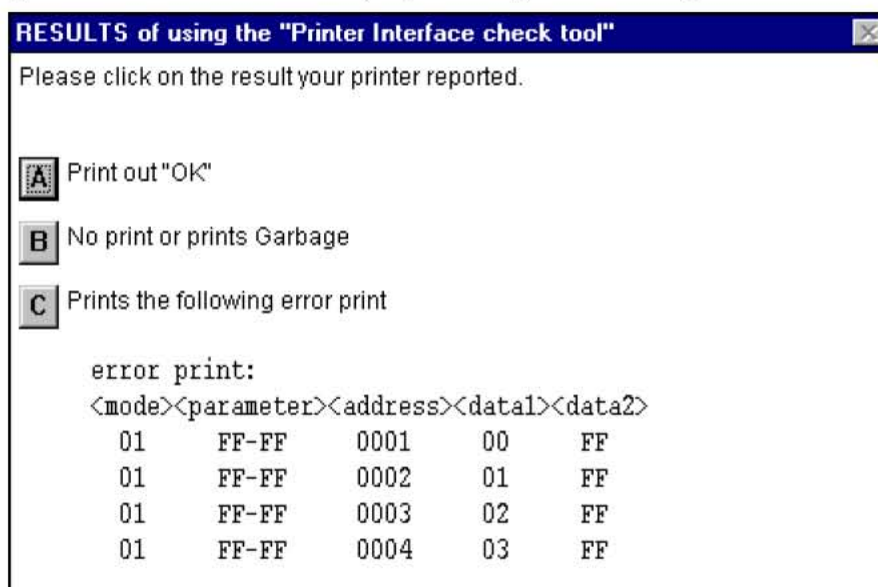 RESULTS of using the "Printer Interface check tool"
Please click on the result your printer reported.
A Print out "OK"
B No print or prints Garbage
C Prints the following error print
error print:
<mode><parameter><address><data1><data2>
01 FF-FF 0001 00 FF
01 FF-FF 0002 01 FF
01 FF-FF 0003 02 FF
01 FF-FF 0004 03 FF